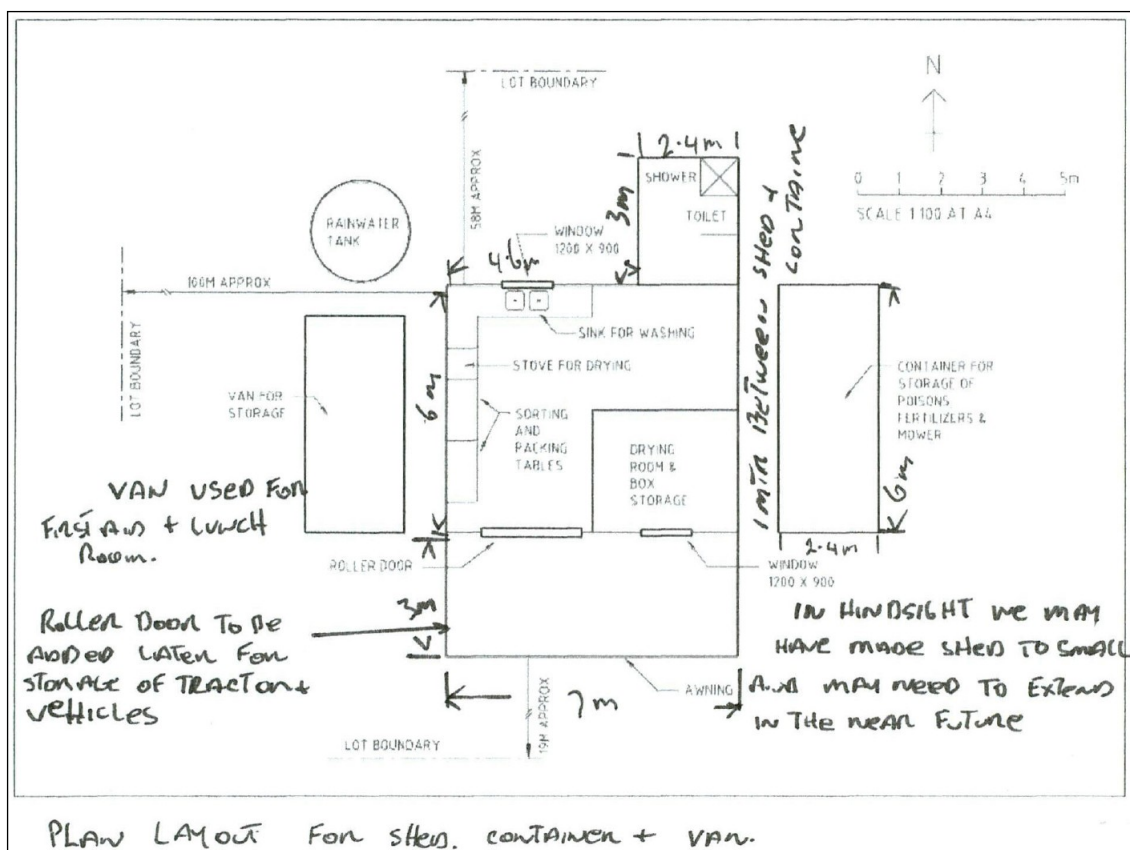 LOT BOUNDARY
N
58M APPROX
2.4m
SHOWER
TOILET
3m
0 1 2 3 4 5m
SCALE 1:100 AT A4
RAINWATER
TANK
WINDOW
1200 X 900
4.6m
100M APPROX
LOT BOUNDARY
SINK FOR WASHING
STOVE FOR DRYING
VAN FOR
STORAGE
6m
SORTING
AND
PACKING
TABLES
DRYING
ROOM &
BOX
STORAGE
1 MTR BETWEEN SHED +
CONTAINE
CONTAINER FOR
STORAGE OF
POISONS
FERTILIZERS &
MOWER
6m
2.4m
VAN USED FOR
FIRST AID + LUNCH
ROOM.
ROLLER DOOR
WINDOW
1200 X 900
3m
ROLLER DOOR TO BE
ADDED LATER FOR
STORAGE OF TRACTOR +
VEHICLES
IN HINDSIGHT WE MAY
HAVE MADE SHED TO SMALL
AND MAY NEED TO EXTEND
IN THE NEAR FUTURE
AWNING
7m
19M APPROX
LOT BOUNDARY
PLAN LAYOUT FOR SHED. CONTAINER + VAN.